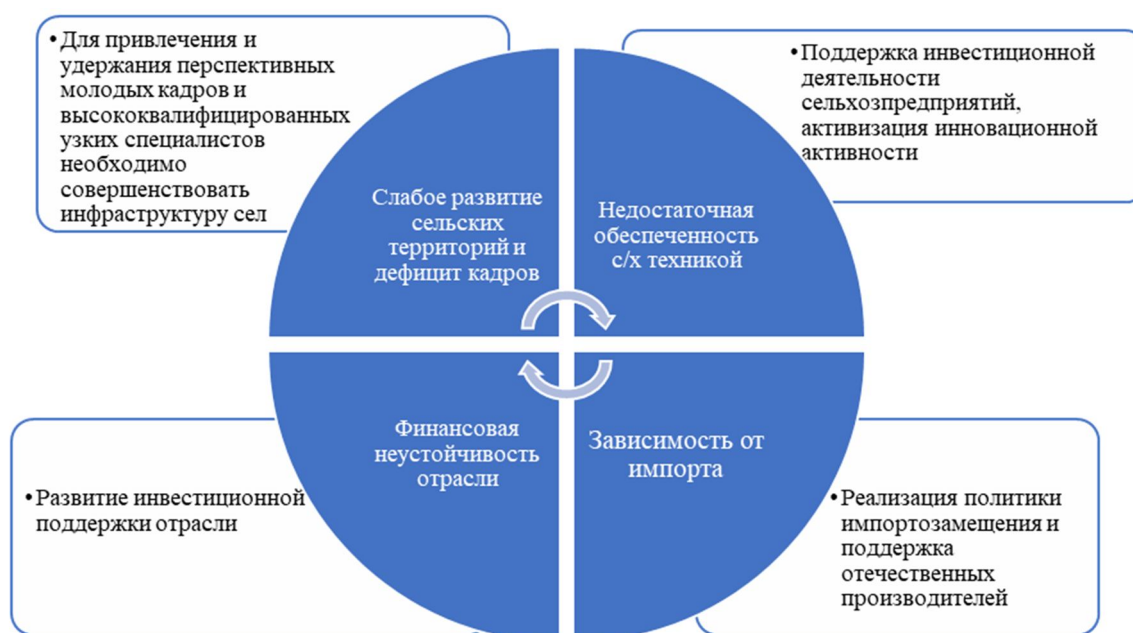 • Для привлечения и
удержания перспективных
молодых кадров и
высококвалифицированных
узких специалистов
необходимо
совершенствовать
инфраструктуру сел
Слабое развитие
сельских
территорий и
дефицит кадров
• Поддержка инвестиционной
деятельности
сельхозпредприятий,
активизация инновационной
активности
Недостаточная
обеспеченность
с/х техникой
Финансовая
неустойчивость
отрасли
• Развитие инвестиционной
поддержки отрасли
Зависимость от
импорта
• Реализация политики
импортозамещения и
поддержка
отечественных
производителей